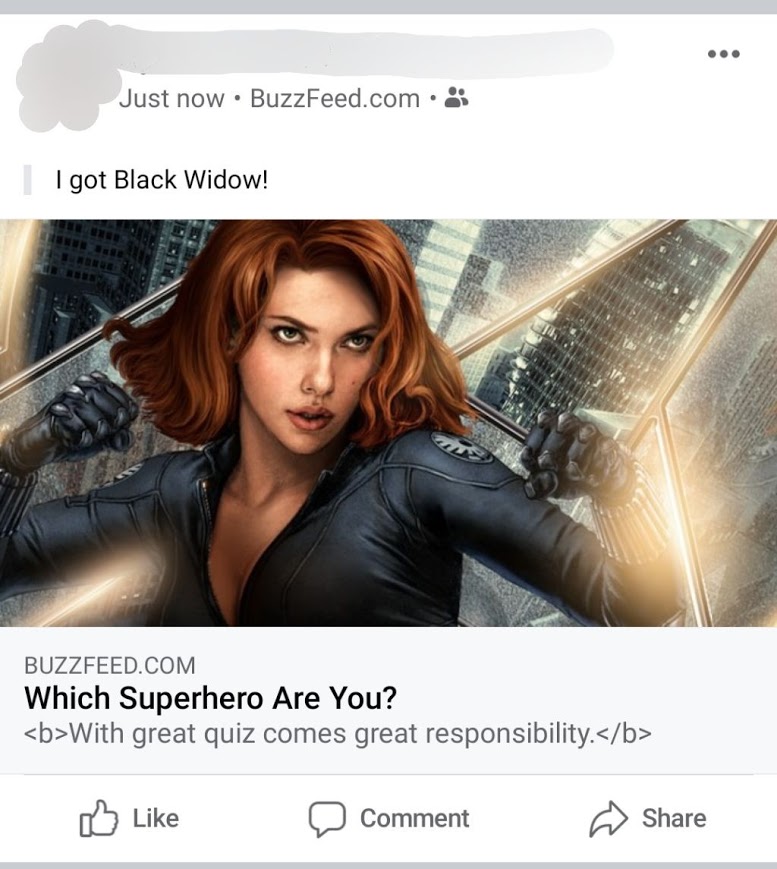 Just now • BuzzFeed.com •
I got Black Widow!
BUZZFEED.COM
Which Superhero Are You?
<b>With great quiz comes great responsibility.</b>
Like Comment Share